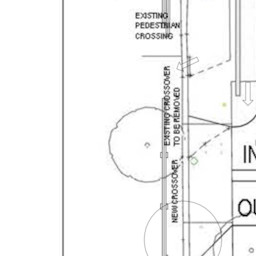 EXISTING
PEDESTRIAN
CROSSING
EXISTING CROSSOVER
TO BE REMOVED
NEW CROSSOVER
IN
OU